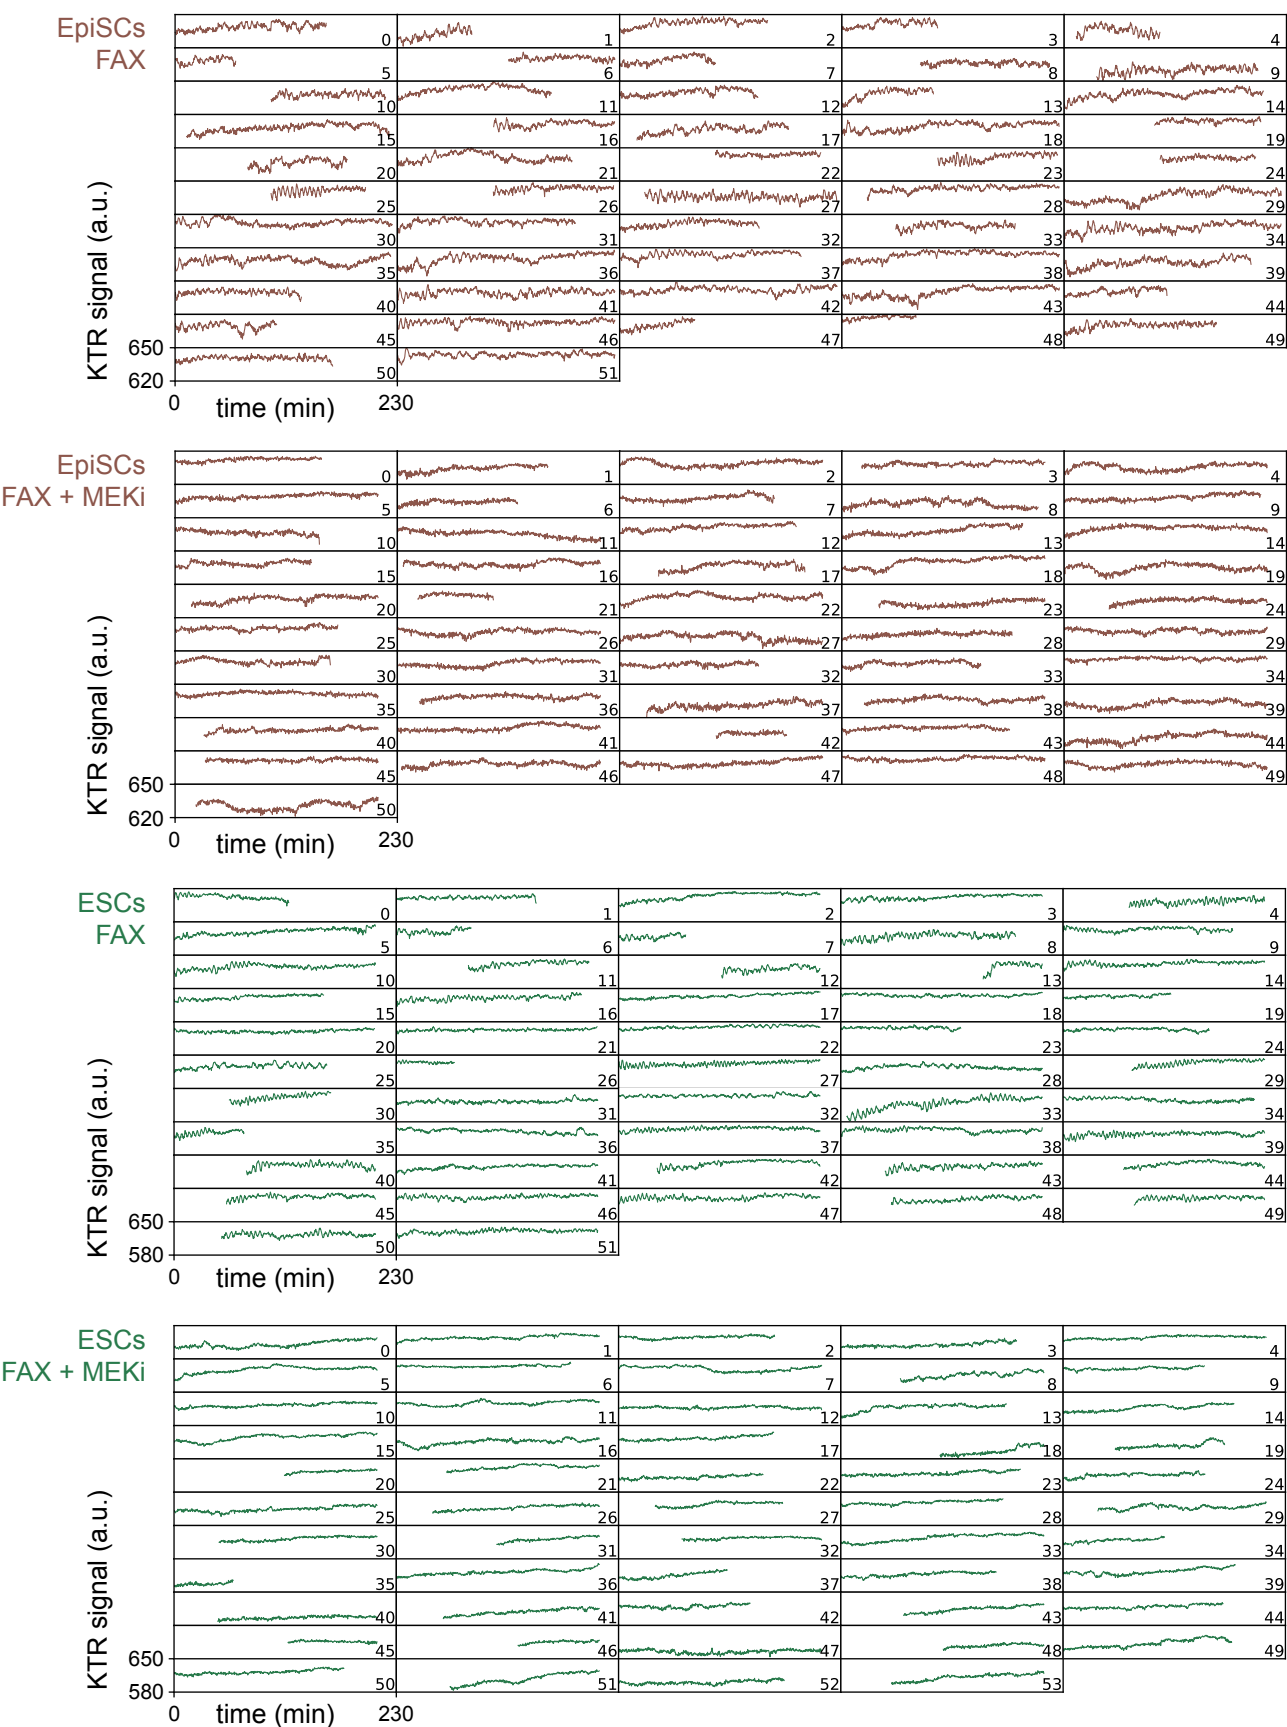 EpiSCs
FAX
0 1 2 3 4
5 6 7 8 9
10 11 12 13 14
15 16 17 18 19
20 21 22 23 24
25 26 27 28 29
30 31 32 33 34
35 36 37 38 39
40 41 42 43 44
45 46 47 48 49
50 51
KTR signal (a.u.)
650
620
0 time (min) 230
EpiSCs
FAX + MEKi
0 1 2 3 4
5 6 7 8 9
10 11 12 13 14
15 16 17 18 19
20 21 22 23 24
25 26 27 28 29
30 31 32 33 34
35 36 37 38 39
40 41 42 43 44
45 46 47 48 49
50
KTR signal (a.u.)
650
620
0 time (min) 230
ESCs
FAX
0 1 2 3 4
5 6 7 8 9
10 11 12 13 14
15 16 17 18 19
20 21 22 23 24
25 26 27 28 29
30 31 32 33 34
35 36 37 38 39
40 41 42 43 44
45 46 47 48 49
50 51
KTR signal (a.u.)
650
580
0 time (min) 230
ESCs
FAX + MEKi
0 1 2 3 4
5 6 7 8 9
10 11 12 13 14
15 16 17 18 19
20 21 22 23 24
25 26 27 28 29
30 31 32 33 34
35 36 37 38 39
40 41 42 43 44
45 46 47 48 49
50 51 52 53
KTR signal (a.u.)
650
580
0 time (min) 230